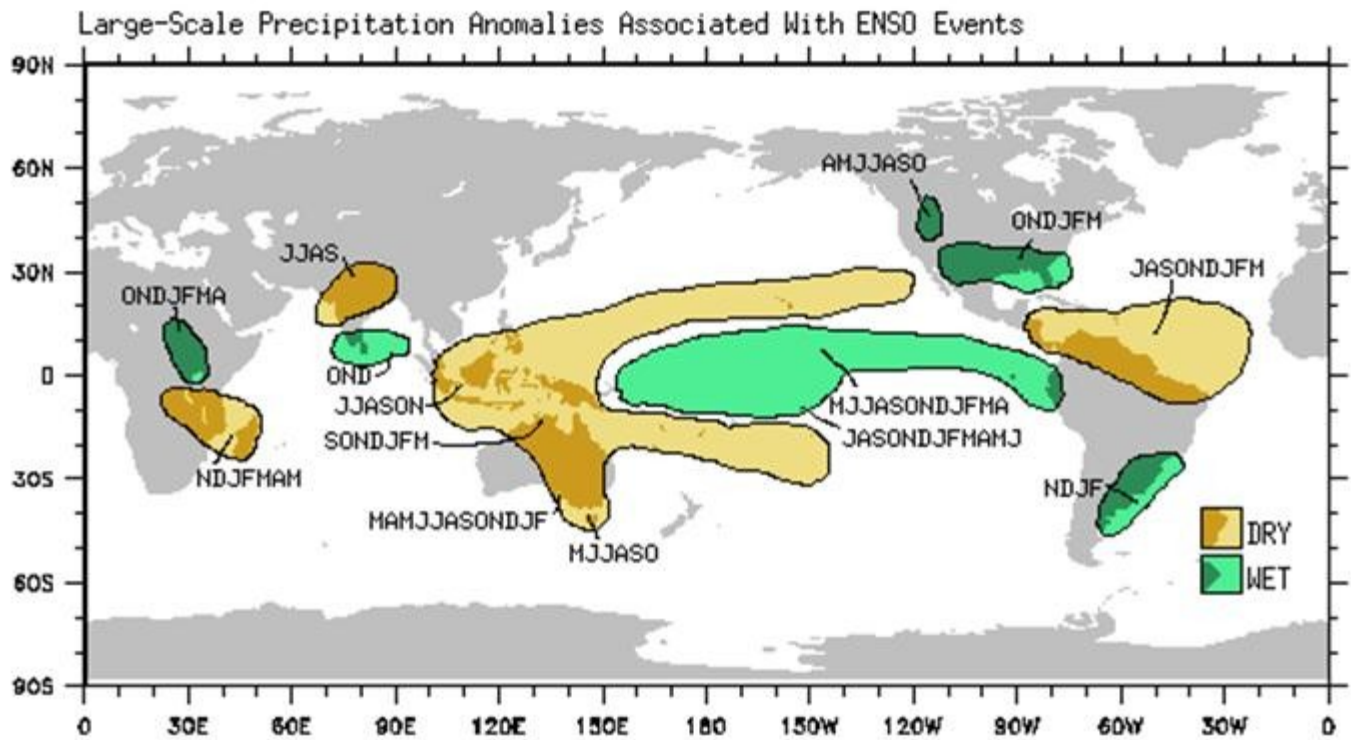 Large-Scale Precipitation Anomalies Associated With ENSO Events
90N
60N
30N
0
30S
60S
90S
AMJJASO
ONDJFM
JJAS
JASONDJFM
ONDJFMA
OND
JJASON
MJJASONDJFMA
SONDJFM
JASONDJFMAMJ
NDJFMAM
NDJF
MAMJJASONDJF
MJJASO
DRY
WET
0 30E 60E 90E 120E 150E 180 150W 120W 90W 60W 30W 0